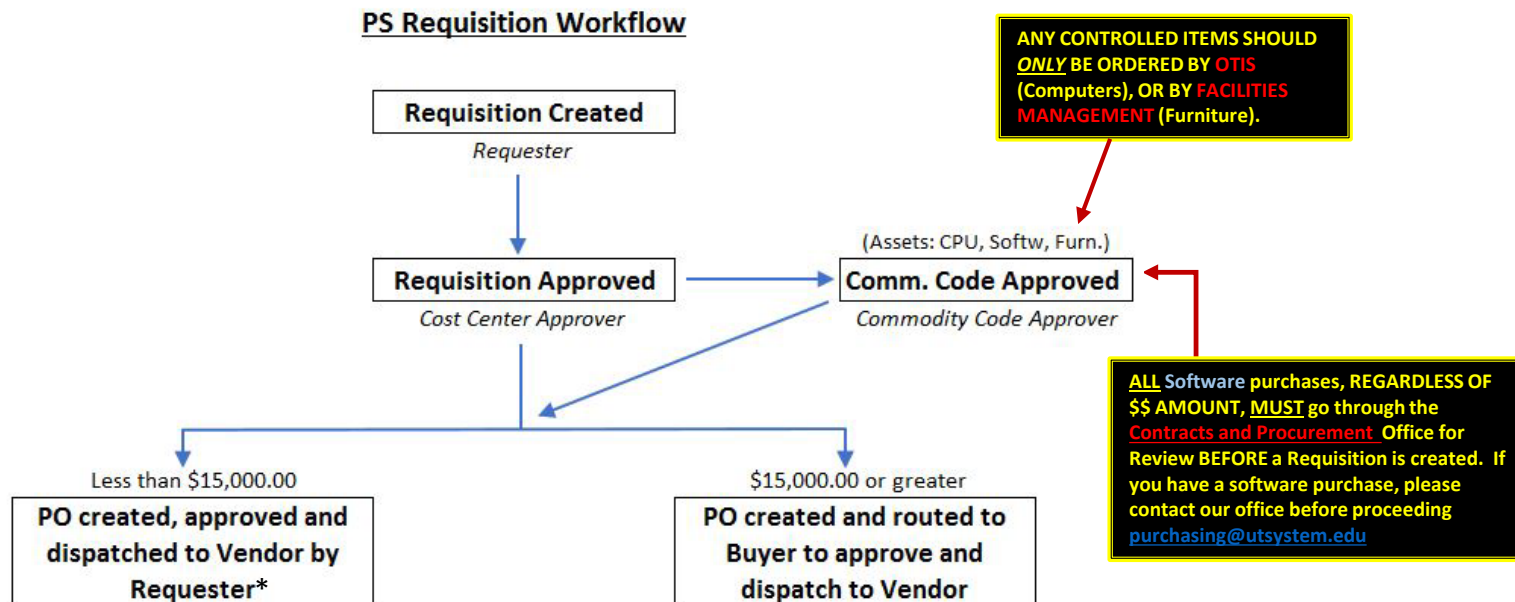 PS Requisition Workflow
ANY CONTROLLED ITEMS SHOULD
ONLY BE ORDERED BY OTIS
(Computers), OR BY FACILITIES
MANAGEMENT (Furniture).
Requisition Created
Requester
(Assets: CPU, Softw, Furn.)
Requisition Approved
Comm. Code Approved
Cost Center Approver
Commodity Code Approver
ALL Software purchases, REGARDLESS OF
$$ AMOUNT, MUST go through the
Contracts and Procurement Office for
Review BEFORE a Requisition is created. If
you have a software purchase, please
contact our office before proceeding
purchasing@utsystem.edu
Less than $15,000.00
PO created, approved and
dispatched to Vendor by
Requester*
$15,000.00 or greater
PO created and routed to
Buyer to approve and
dispatch to Vendor